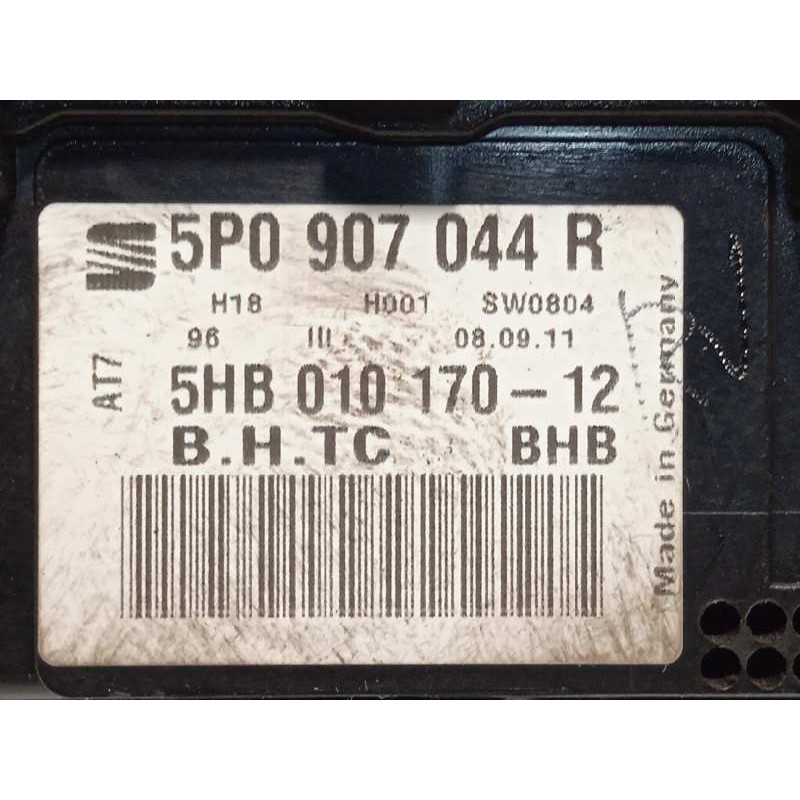 5P0 907 044 R
H18 H001 SW0804
96 III 08.09.11
AT7
5HB 010 170-12
B.H.TC BHB
Made in Germany